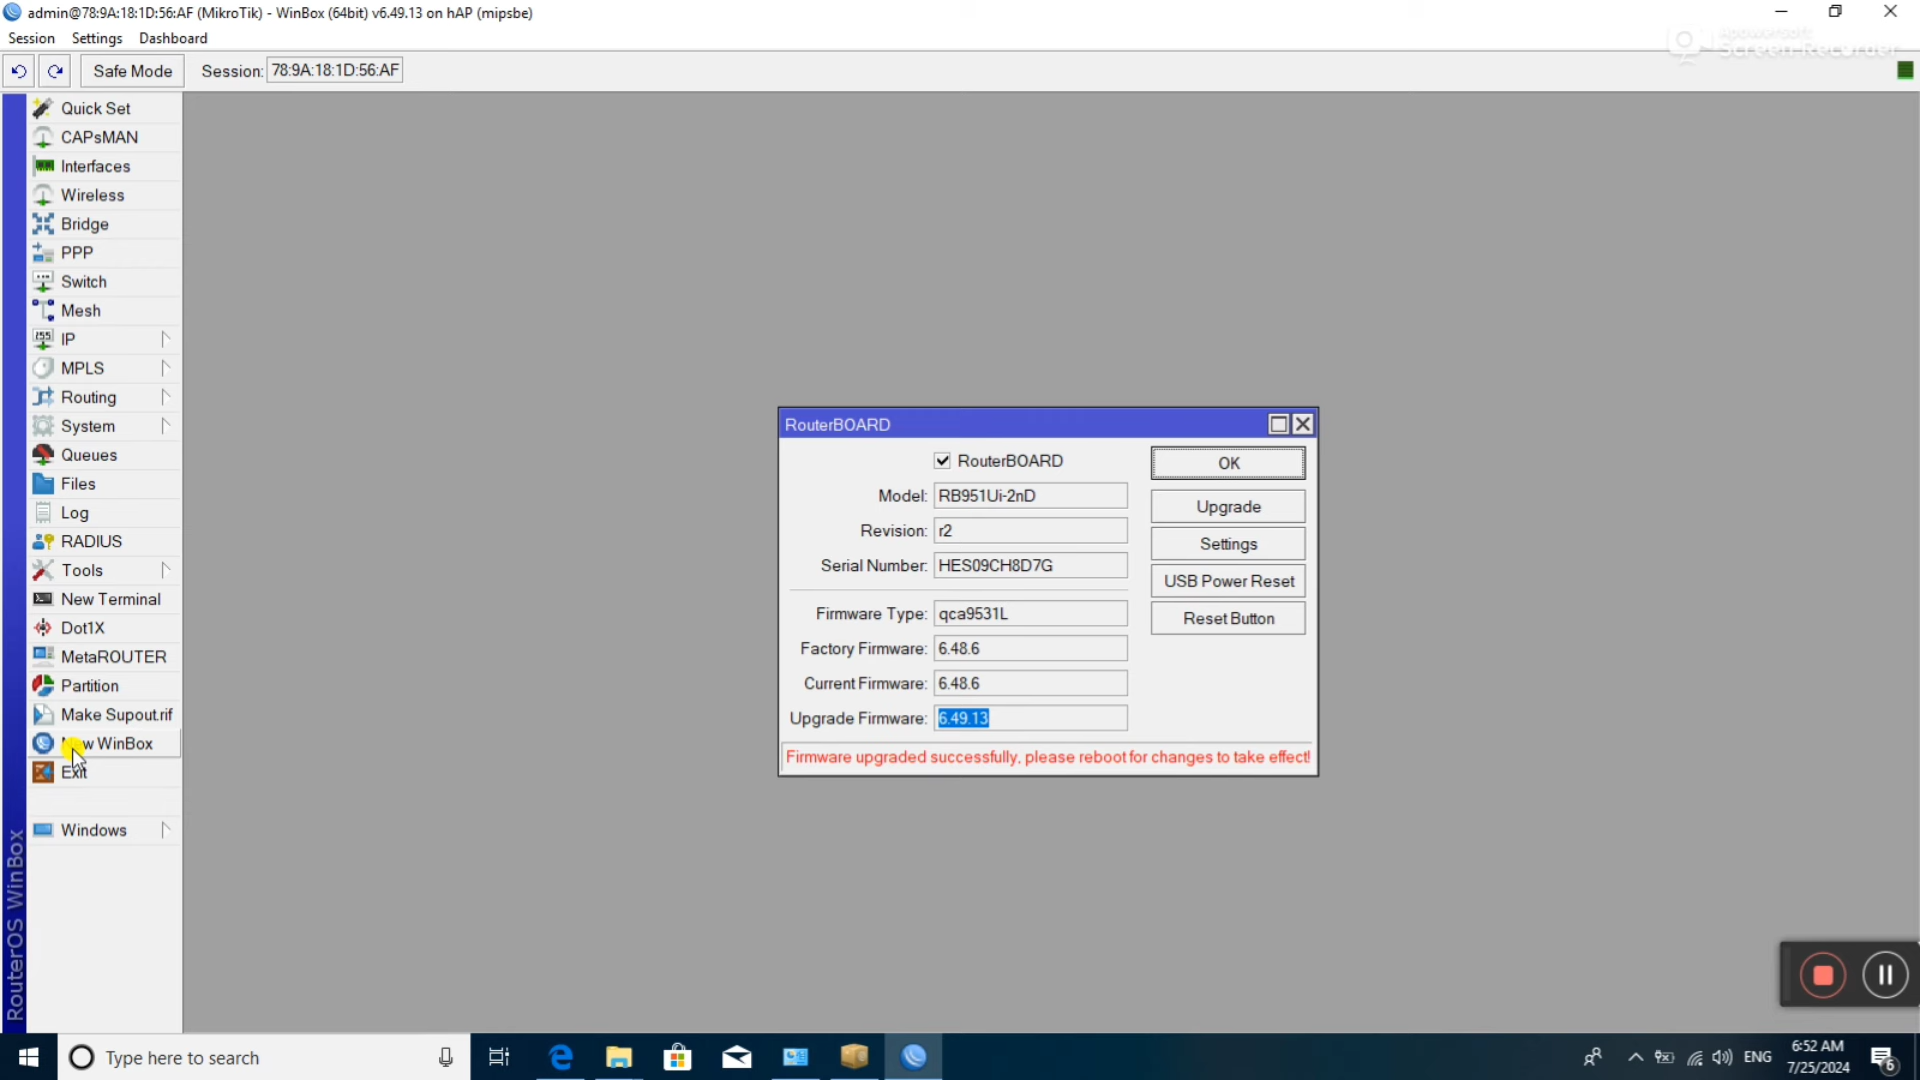 admin@78:9A:18:1D:56:AF (MikroTik) - WinBox (64bit) v6.49.13 on hAP (mipsbe)
Session Settings Dashboard
Apowersoft
Screen Recorder
Safe Mode Session: 78:9A:18:1D:56:AF
Quick Set
CAPsMAN
Interfaces
Wireless
Bridge
PPP
Switch
Mesh
255 IP
MPLS
Routing
System
Queues
Files
Log
RADIUS
Tools
New Terminal
Dot1X
MetaROUTER
Partition
Make Supout.rif
New WinBox
Exit
Windows
RouterOS WinBox
RouterBOARD
RouterBOARD
Model: RB951Ui-2nD
Revision: r2
Serial Number: HES09CH8D7G
Firmware Type: qca9531L
Factory Firmware: 6.48.6
Current Firmware: 6.48.6
Upgrade Firmware: 6.49.13
OK
Upgrade
Settings
USB Power Reset
Reset Button
Firmware upgraded successfully, please reboot for changes to take effect!
Type here to search
ENG
6:52 AM
7/25/2024
6